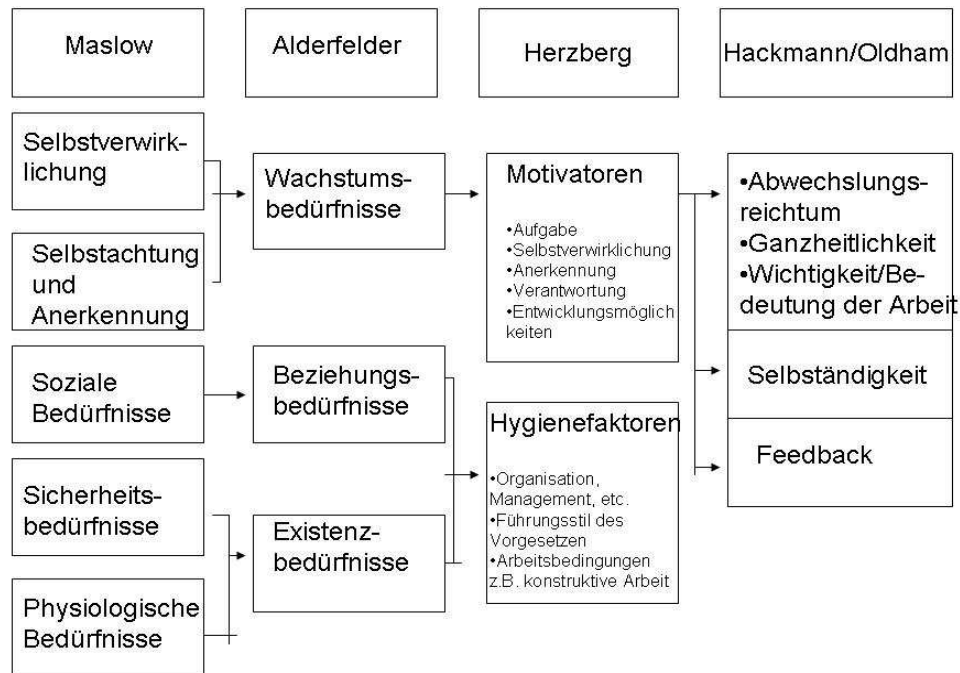 Maslow
Alderfelder
Herzberg
Hackmann/Oldham
Selbstverwirk-
lichung
Selbstachtung
und
Anerkennung
Soziale
Bedürfnisse
Sicherheits-
bedürfnisse
Physiologische
Bedürfnisse
Wachstums-
bedürfnisse
Beziehungs-
bedürfnisse
Existenz-
bedürfnisse
Motivatoren
•Aufgabe
•Selbstverwirklichung
•Anerkennung
•Verantwortung
•Entwicklungsmöglich
keiten
Hygienefaktoren
•Organisation,
Management, etc.
•Führungsstil des
Vorgesetzen
•Arbeitsbedingungen
z.B. konstruktive Arbeit
•Abwechslungs-
reichtum
•Ganzheitlichkeit
•Wichtigkeit/Be-
deutung der Arbeit
Selbständigkeit
Feedback